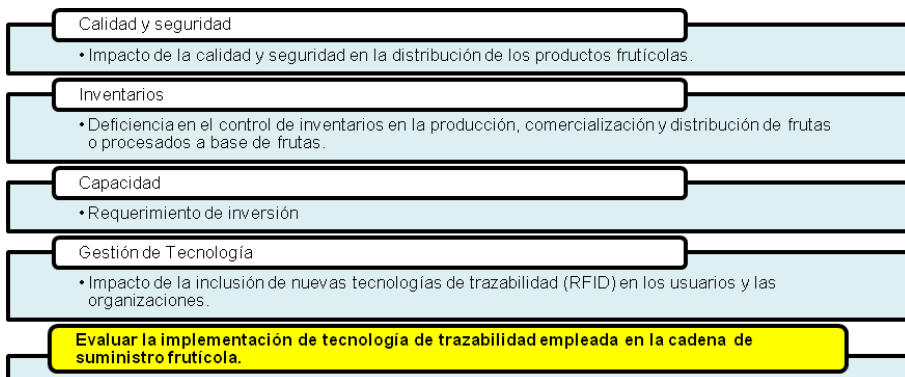 Calidad y seguridad
• Impacto de la calidad y seguridad en la distribución de los productos frutícolas.
Inventarios
• Deficiencia en el control de inventarios en la producción, comercialización y distribución de frutas
o procesados a base de frutas.
Capacidad
• Requerimiento de inversión
Gestión de Tecnología
• Impacto de la inclusión de nuevas tecnologías de trazabilidad (RFID) en los usuarios y las
organizaciones.
Evaluar la implementación de tecnología de trazabilidad empleada en la cadena de
suministro frutícola.